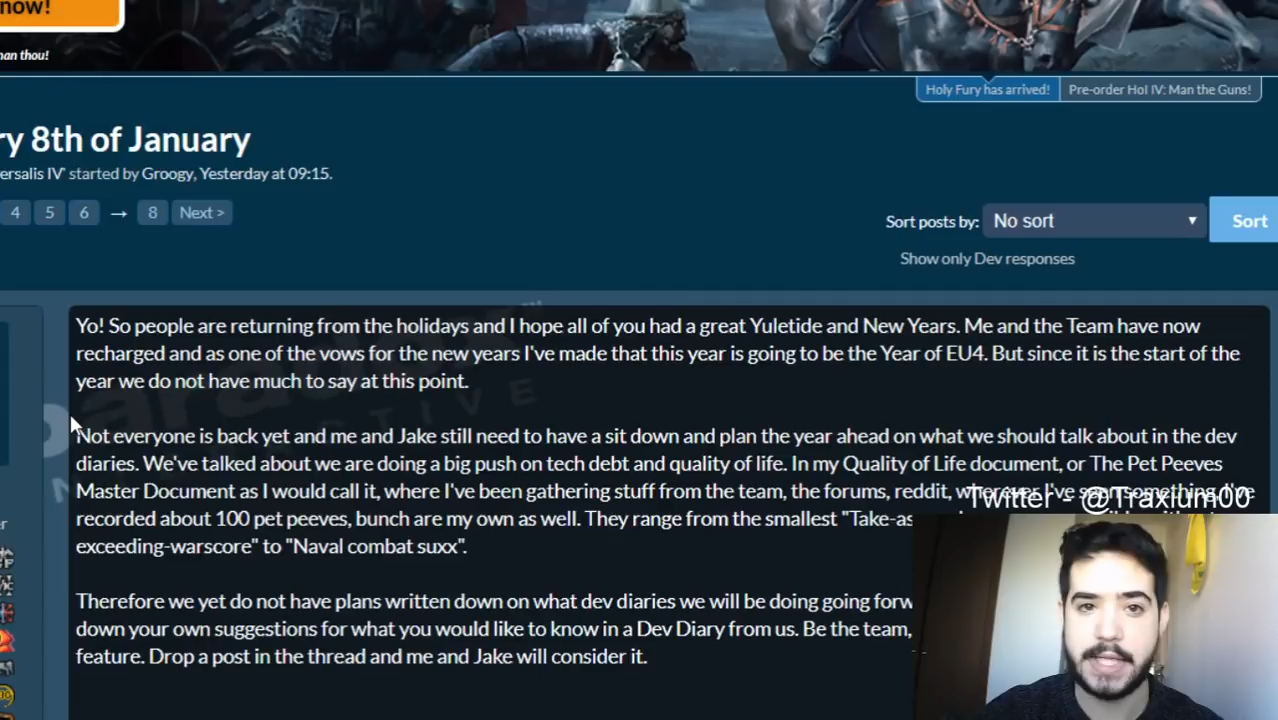 now!
han thou!
Holy Fury has arrived! Pre-order HoI IV: Man the Guns!
ry 8th of January
ersalis IV' started by Groogy, Yesterday at 09:15.
4 5 6 → 8 Next >
Sort posts by: No sort Sort
Show only Dev responses
Yo! So people are returning from the holidays and I hope all of you had a great Yuletide and New Years. Me and the Team have now
recharged and as one of the vows for the new years I've made that this year is going to be the Year of EU4. But since it is the start of the
year we do not have much to say at this point.
Not everyone is back yet and me and Jake still need to have a sit down and plan the year ahead on what we should talk about in the dev
diaries. We've talked about we are doing a big push on tech debt and quality of life. In my Quality of Life document, or The Pet Peeves
Master Document as I would call it, where I've been gathering stuff from the team, the forums, reddit, wherever I've seen something I've
Twitter - @Traxium00
recorded about 100 pet peeves, bunch are my own as well. They range from the smallest "Take-as
exceeding-warscore" to "Naval combat suxx".
Therefore we yet do not have plans written down on what dev diaries we will be doing going forw
down your own suggestions for what you would like to know in a Dev Diary from us. Be the team,
feature. Drop a post in the thread and me and Jake will consider it.